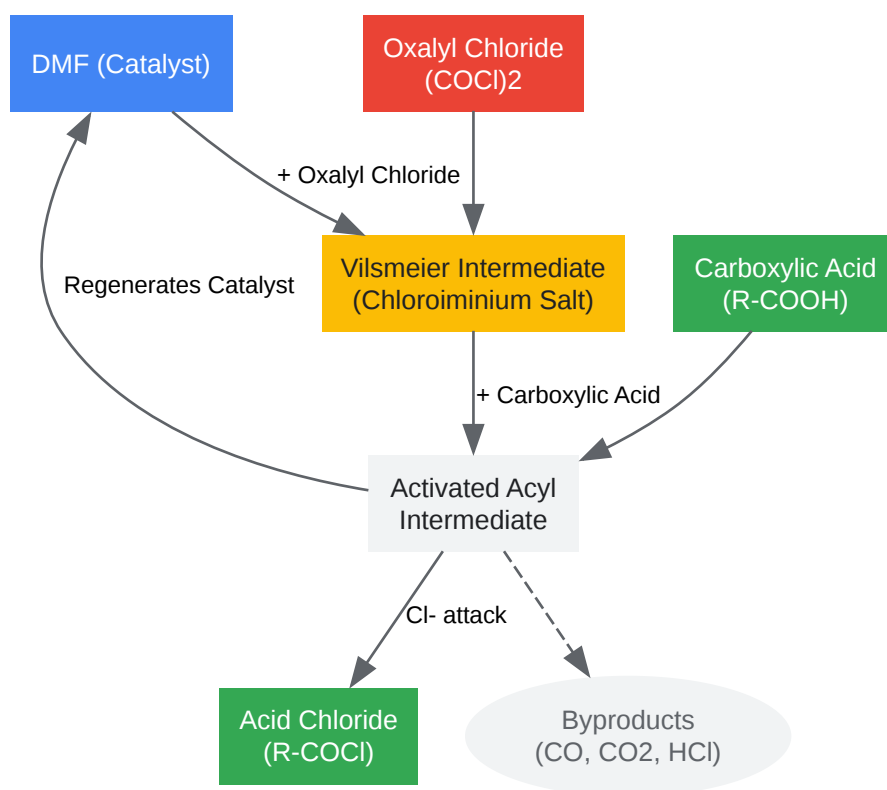 DMF (Catalyst)
Oxalyl Chloride
(COCl)2
+ Oxalyl Chloride
Vilsmeier Intermediate
(Chloroiminium Salt)
Carboxylic Acid
(R-COOH)
Regenerates Catalyst
+ Carboxylic Acid
Activated Acyl
Intermediate
Cl- attack
Acid Chloride
(R-COCl)
Byproducts
(CO, CO2, HCl)